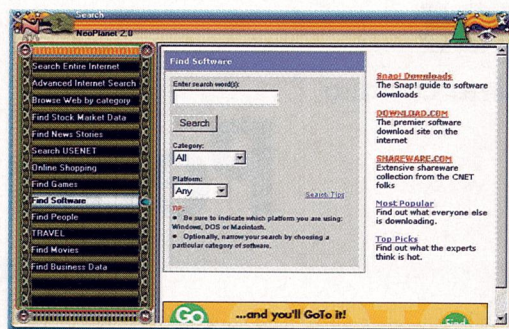 Search
NeoPlanet 2.0
Search Entire Internet
Advanced Internet Search
Browse Web by category
Find Stock Market Data
Find News Stories
Search USENET
Online Shopping
Find Games
Find Software
Find People
TRAVEL
Find Movies
Find Business Data
Find Software
Enter search word(s):
Search
Category:
All
Platform:
Any
Search Tips
TIP:
• Be sure to indicate which platform you are using:
Windows, DOS or Macintosh.
• Optionally, narrow your search by choosing a
particular category of software.
Snap! Downloads
The Snap! guide to software
downloads
DOWNLOAD.COM
The premier software
download site on the
internet
SHAREWARE.COM
Extensive shareware
collection from the CNET
folks
Most Popular
Find out what everyone else
is downloading.
Top Picks
Find out what the experts
think is hot.
GO
...and you'll GoTo it!
Find